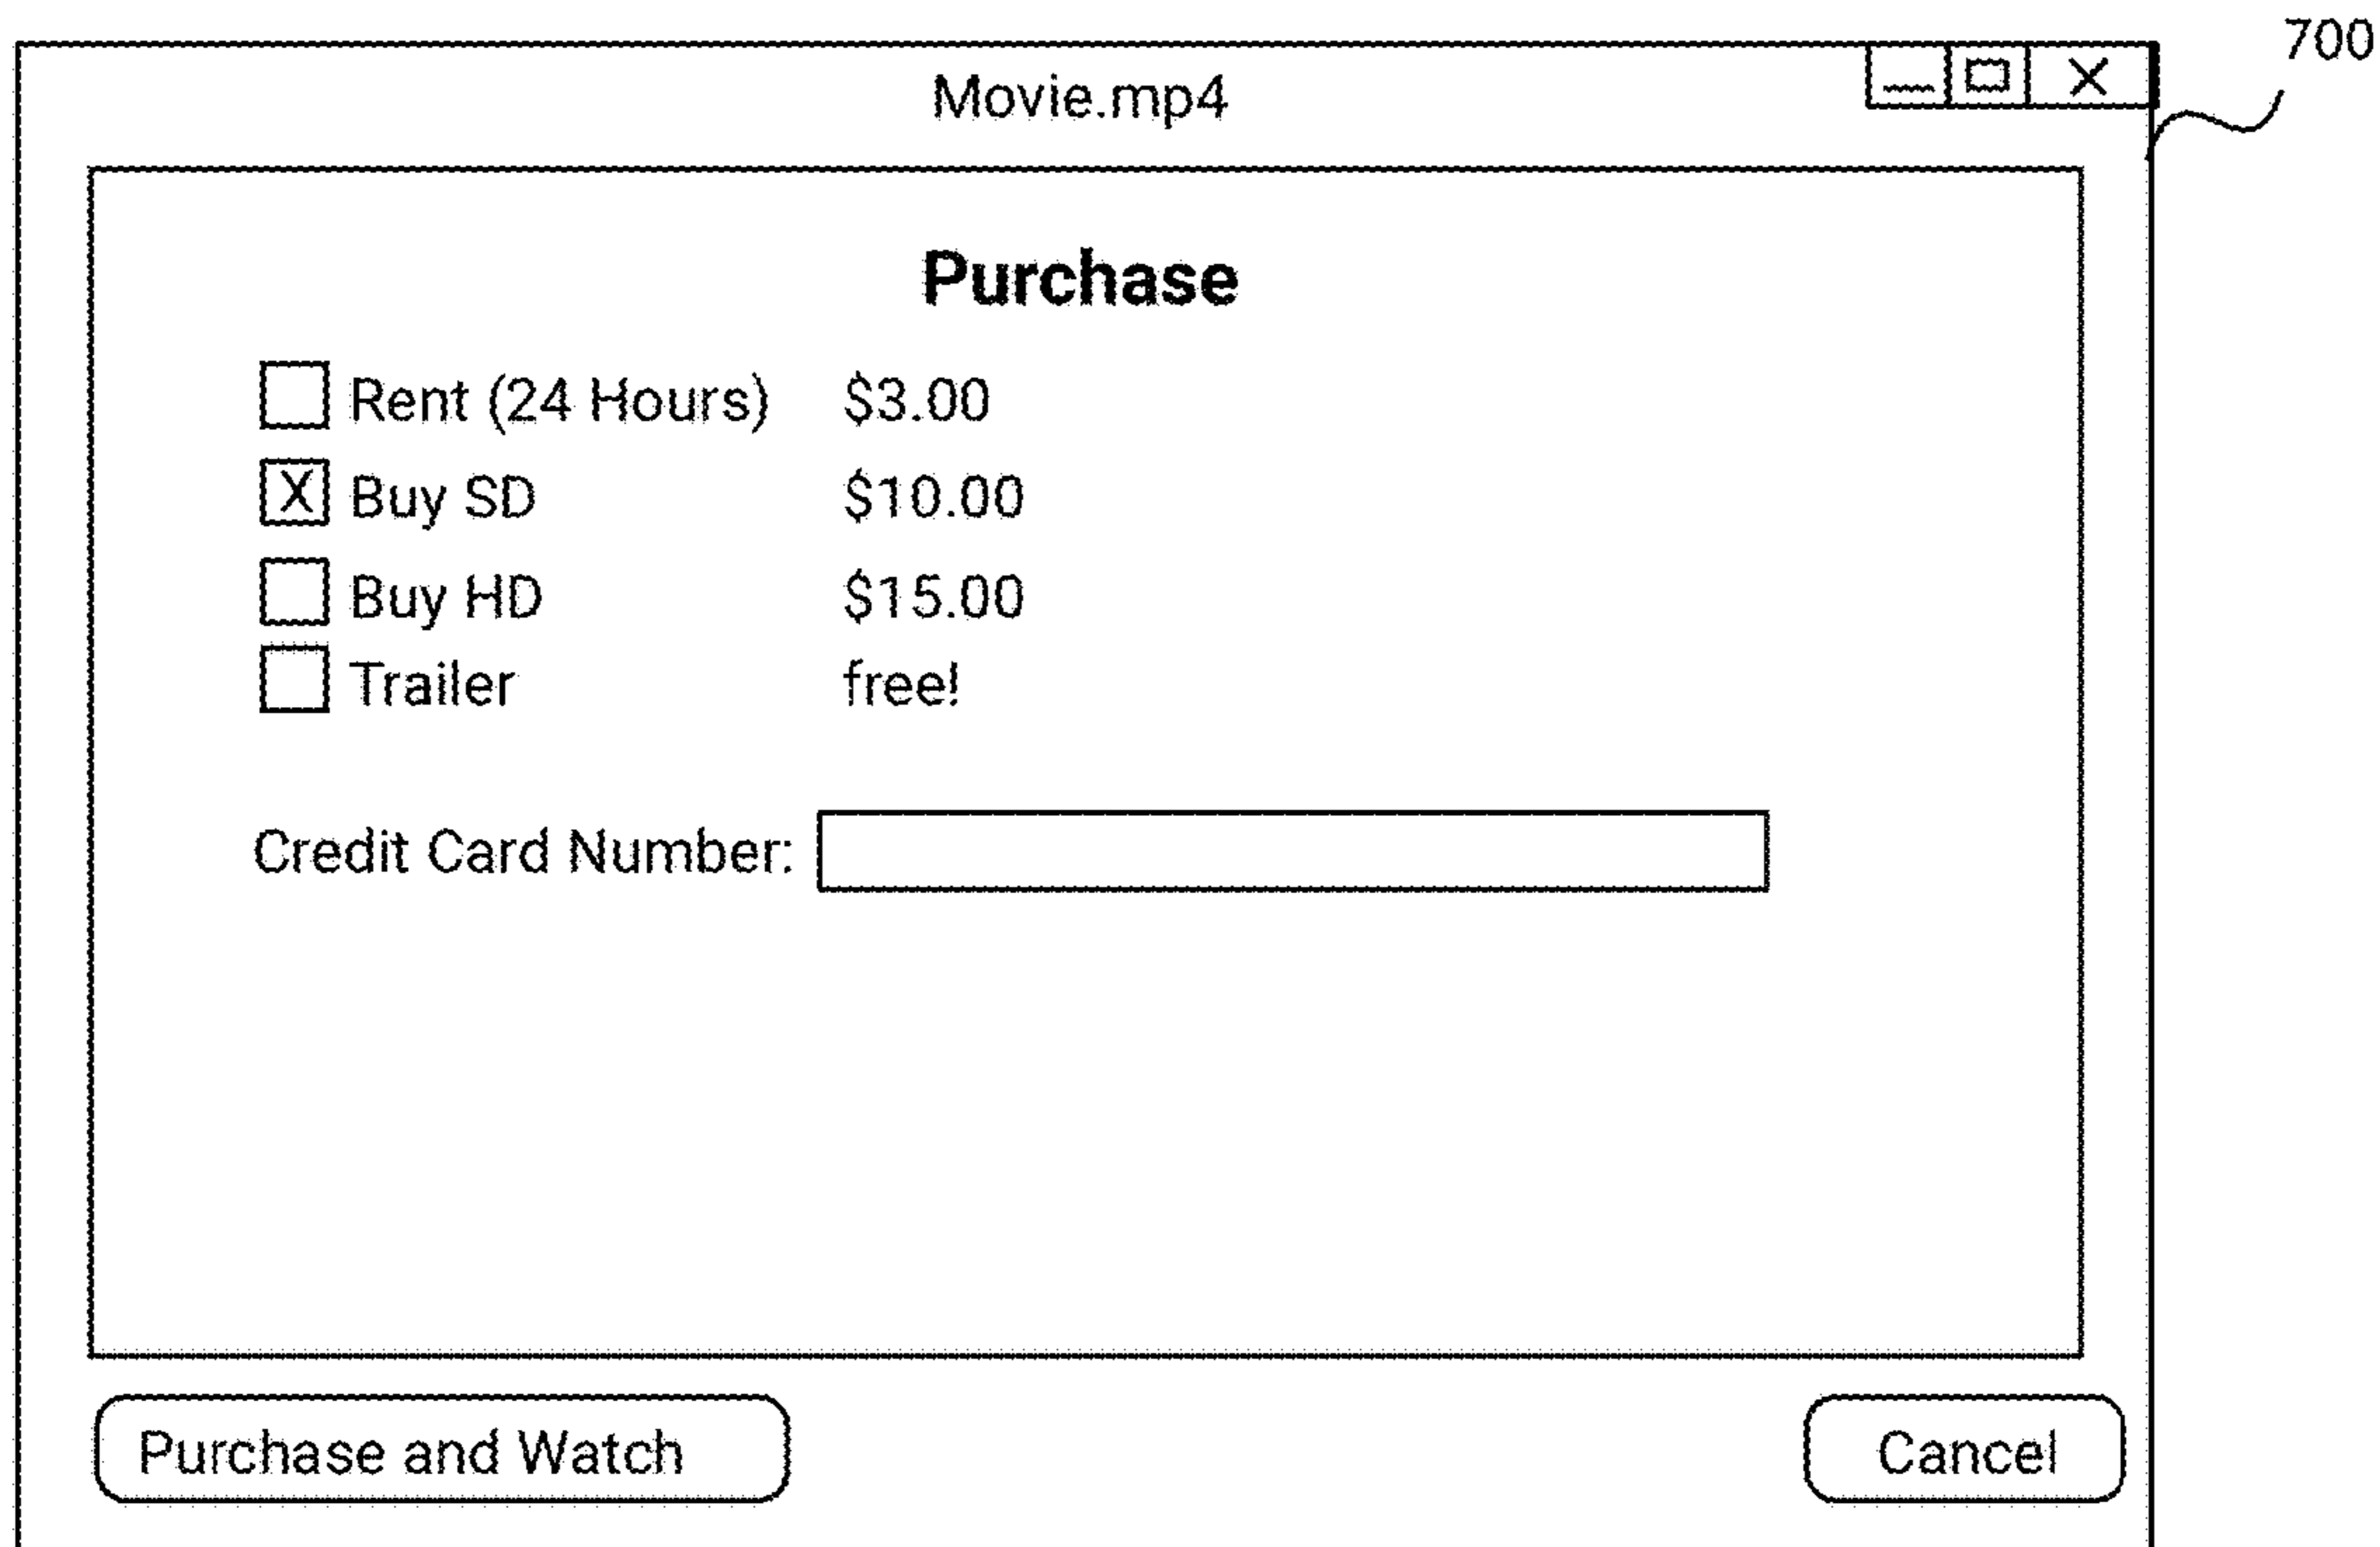 700
Movie.mp4
Purchase
Rent (24 Hours) $3.00
X Buy SD $10.00
Buy HD $15.00
Trailer free!
Credit Card Number:
Purchase and Watch
Cancel